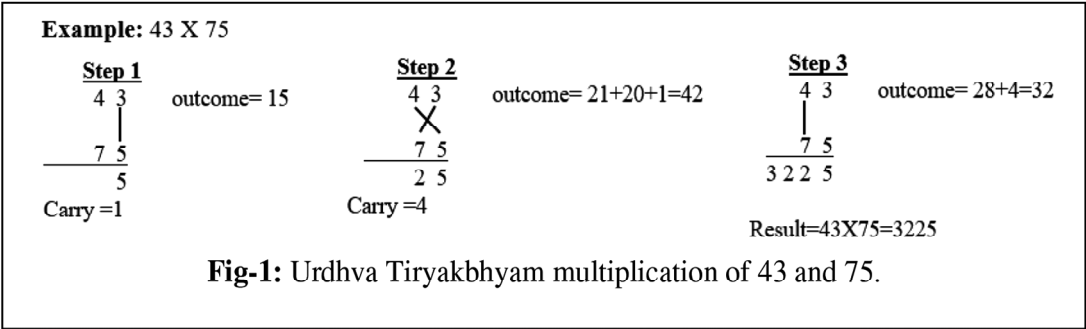 Example: 43 X 75
Step 1
4 3
outcome= 15
7 5
5
Carry =1
Step 2
4 3
outcome= 21+20+1=42
7 5
2 5
Carry =4
Step 3
4 3
outcome= 28+4=32
7 5
3 2 2 5
Result=43X75=3225
Fig-1: Urdhva Tiryakbhyam multiplication of 43 and 75.